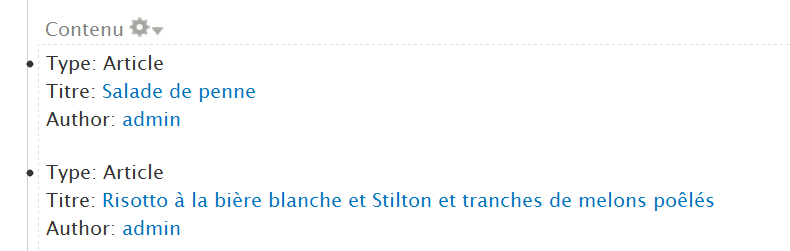 Contenu
Type: Article
Titre: Salade de penne
Author: admin
Type: Article
Titre: Risotto à la bière blanche et Stilton et tranches de melons poêlés
Author: admin